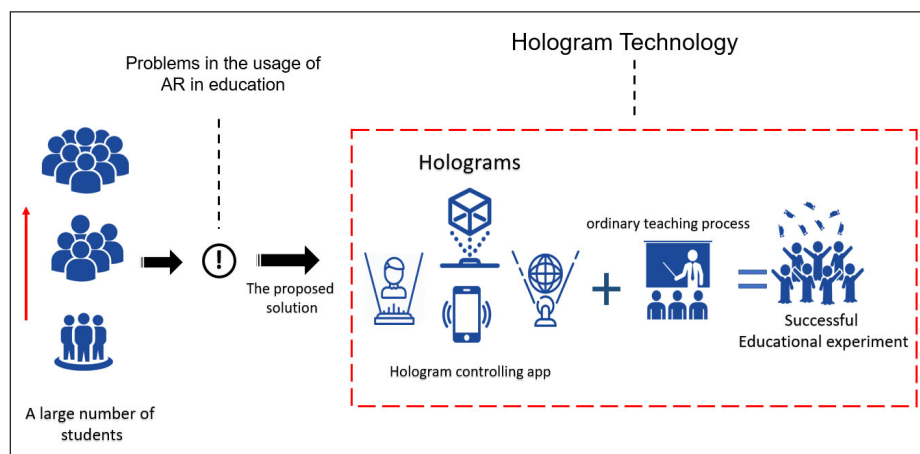 Hologram Technology
Problems in the usage of
AR in education
Holograms
ordinary teaching process
The proposed
solution
Successful
Educational experiment
Hologram controlling app
A large number of
students